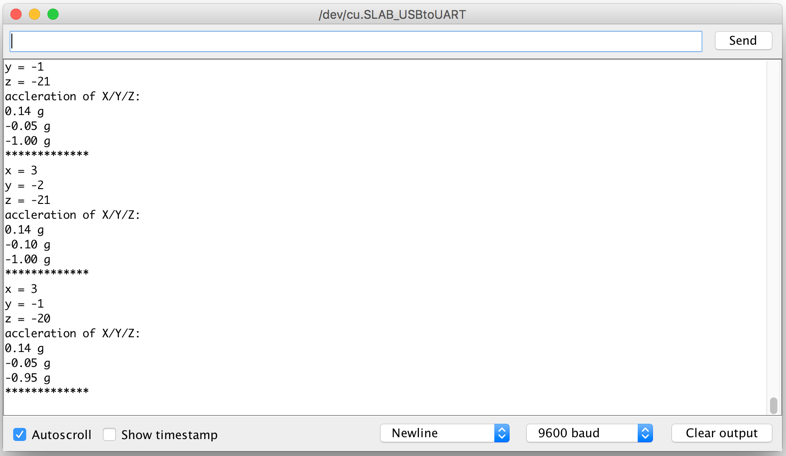 /dev/cu.SLAB_USBtoUART
Send
y = -1
z = -21
accleration of X/Y/Z:
0.14 g
-0.05 g
-1.00 g
*************
x = 3
y = -2
z = -21
accleration of X/Y/Z:
0.14 g
-0.10 g
-1.00 g
*************
x = 3
y = -1
z = -20
accleration of X/Y/Z:
0.14 g
-0.05 g
-0.95 g
*************
Autoscroll Show timestamp Newline 9600 baud Clear output